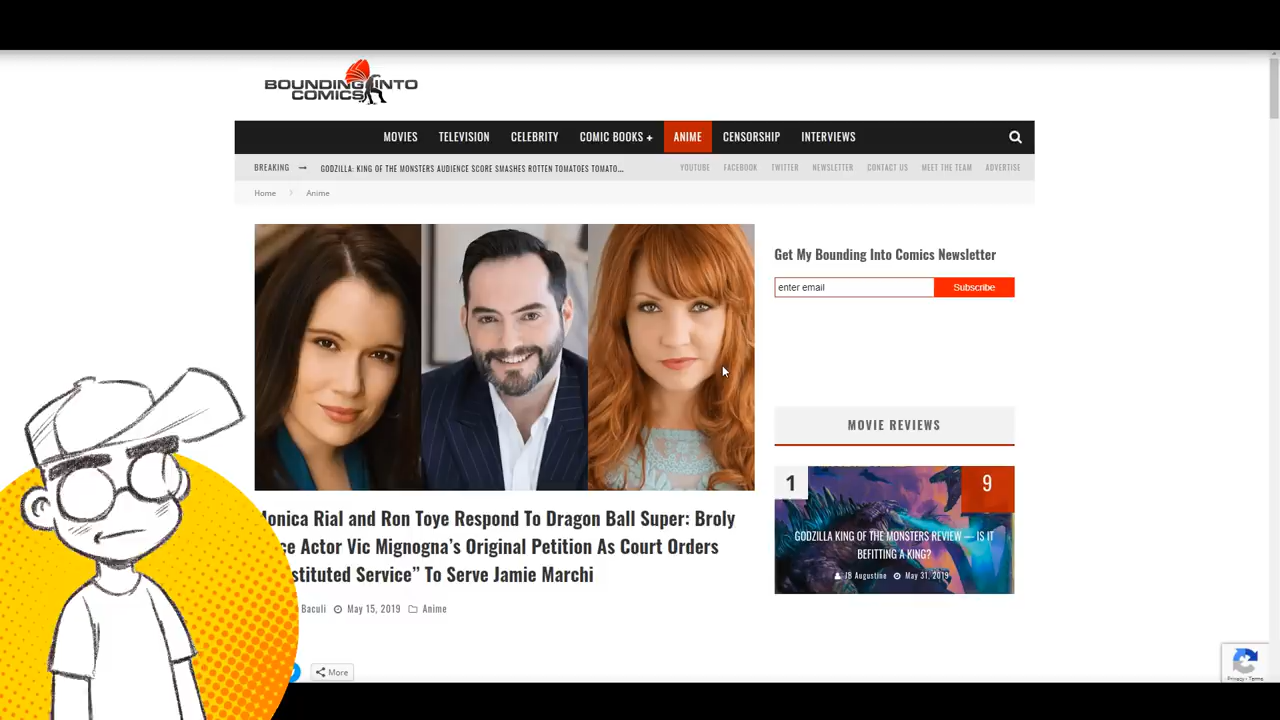 BOUNDING INTO
COMICS
MOVIES TELEVISION CELEBRITY COMIC BOOKS + ANIME CENSORSHIP INTERVIEWS
BREAKING GODZILLA: KING OF THE MONSTERS AUDIENCE SCORE SMASHES ROTTEN TOMATOES TOMATO... YOUTUBE FACEBOOK TWITTER NEWSLETTER CONTACT US MEET THE TEAM ADVERTISE
Home Anime
Get My Bounding Into Comics Newsletter
enter email Subscribe
MOVIE REVIEWS
1 9
GODZILLA KING OF THE MONSTERS REVIEW — IS IT
BEFITTING A KING?
JB Augustine May 31, 2019
onica Rial and Ron Toye Respond To Dragon Ball Super: Broly
ce Actor Vic Mignogna's Original Petition As Court Orders
stituted Service" To Serve Jamie Marchi
Baculi May 15, 2019 Anime
More
Privacy - Terms